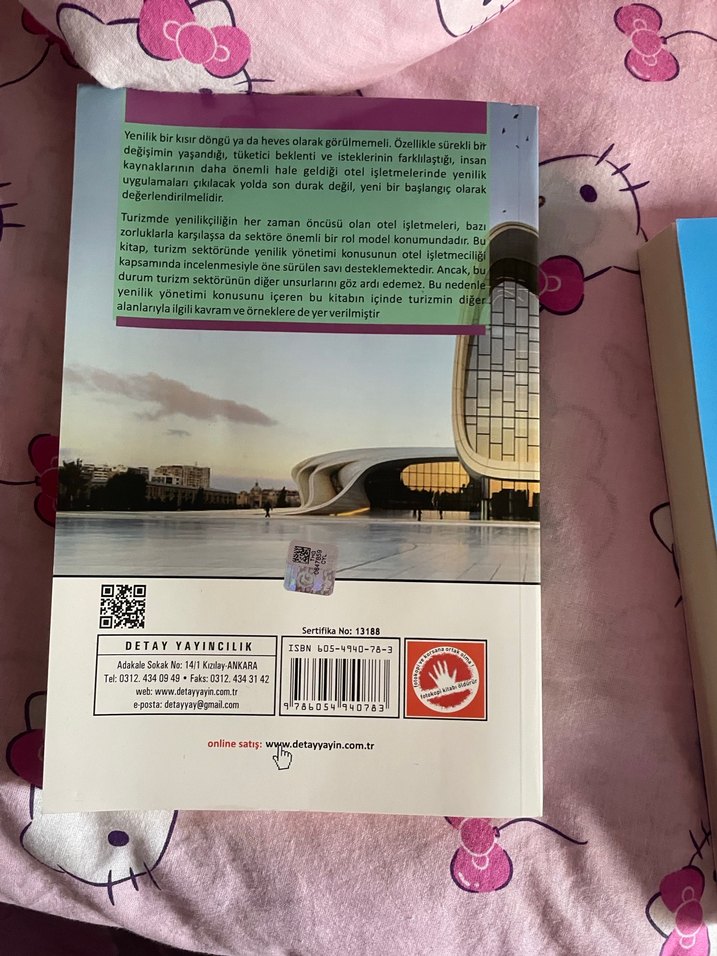 Yenilik bir kısır döngü ya da heves olarak görülmemeli. Özellikle sürekli bir
değişimin yaşandığı, tüketici beklenti ve isteklerinin farklılaştığı, insan
kaynaklarının daha önemli hale geldiği otel işletmelerinde yenilik
uygulamaları çıkılacak yolda son durak değil, yeni bir başlangıç olarak
değerlendirilmelidir.
Turizmde yenilikçiliğin her zaman öncüsü olan otel işletmeleri, bazı
zorluklarla karşılaşsa da sektöre önemli bir rol model konumundadır. Bu
kitap, turizm sektöründe yenilik yönetimi konusunun otel işletmeciliği
kapsamında incelenmesiyle öne sürülen savı desteklemektedir. Ancak, bu
durum turizm sektörünün diğer unsurlarını göz ardı edemez. Bu nedenle
yenilik yönetimi konusunu içeren bu kitabın içinde turizmin diğer
alanlarıyla ilgili kavram ve örneklere de yer verilmiştir
Sertifika No: 13188
DETAY YAYINCILIK
Adakale Sokak No: 14/1 Kızılay-ANKARA
Tel: 0312. 434 09 49 • Faks: 0312. 434 31 42
web: www.detayyayin.com.tr
e-posta: detayyay@gmail.com
ISBN 605-4940-78-3
9 786054 940783
fotokopi ve korsana ortak olma!
fotokopi kitabı öldürür
online satış: www.detayyayin.com.tr